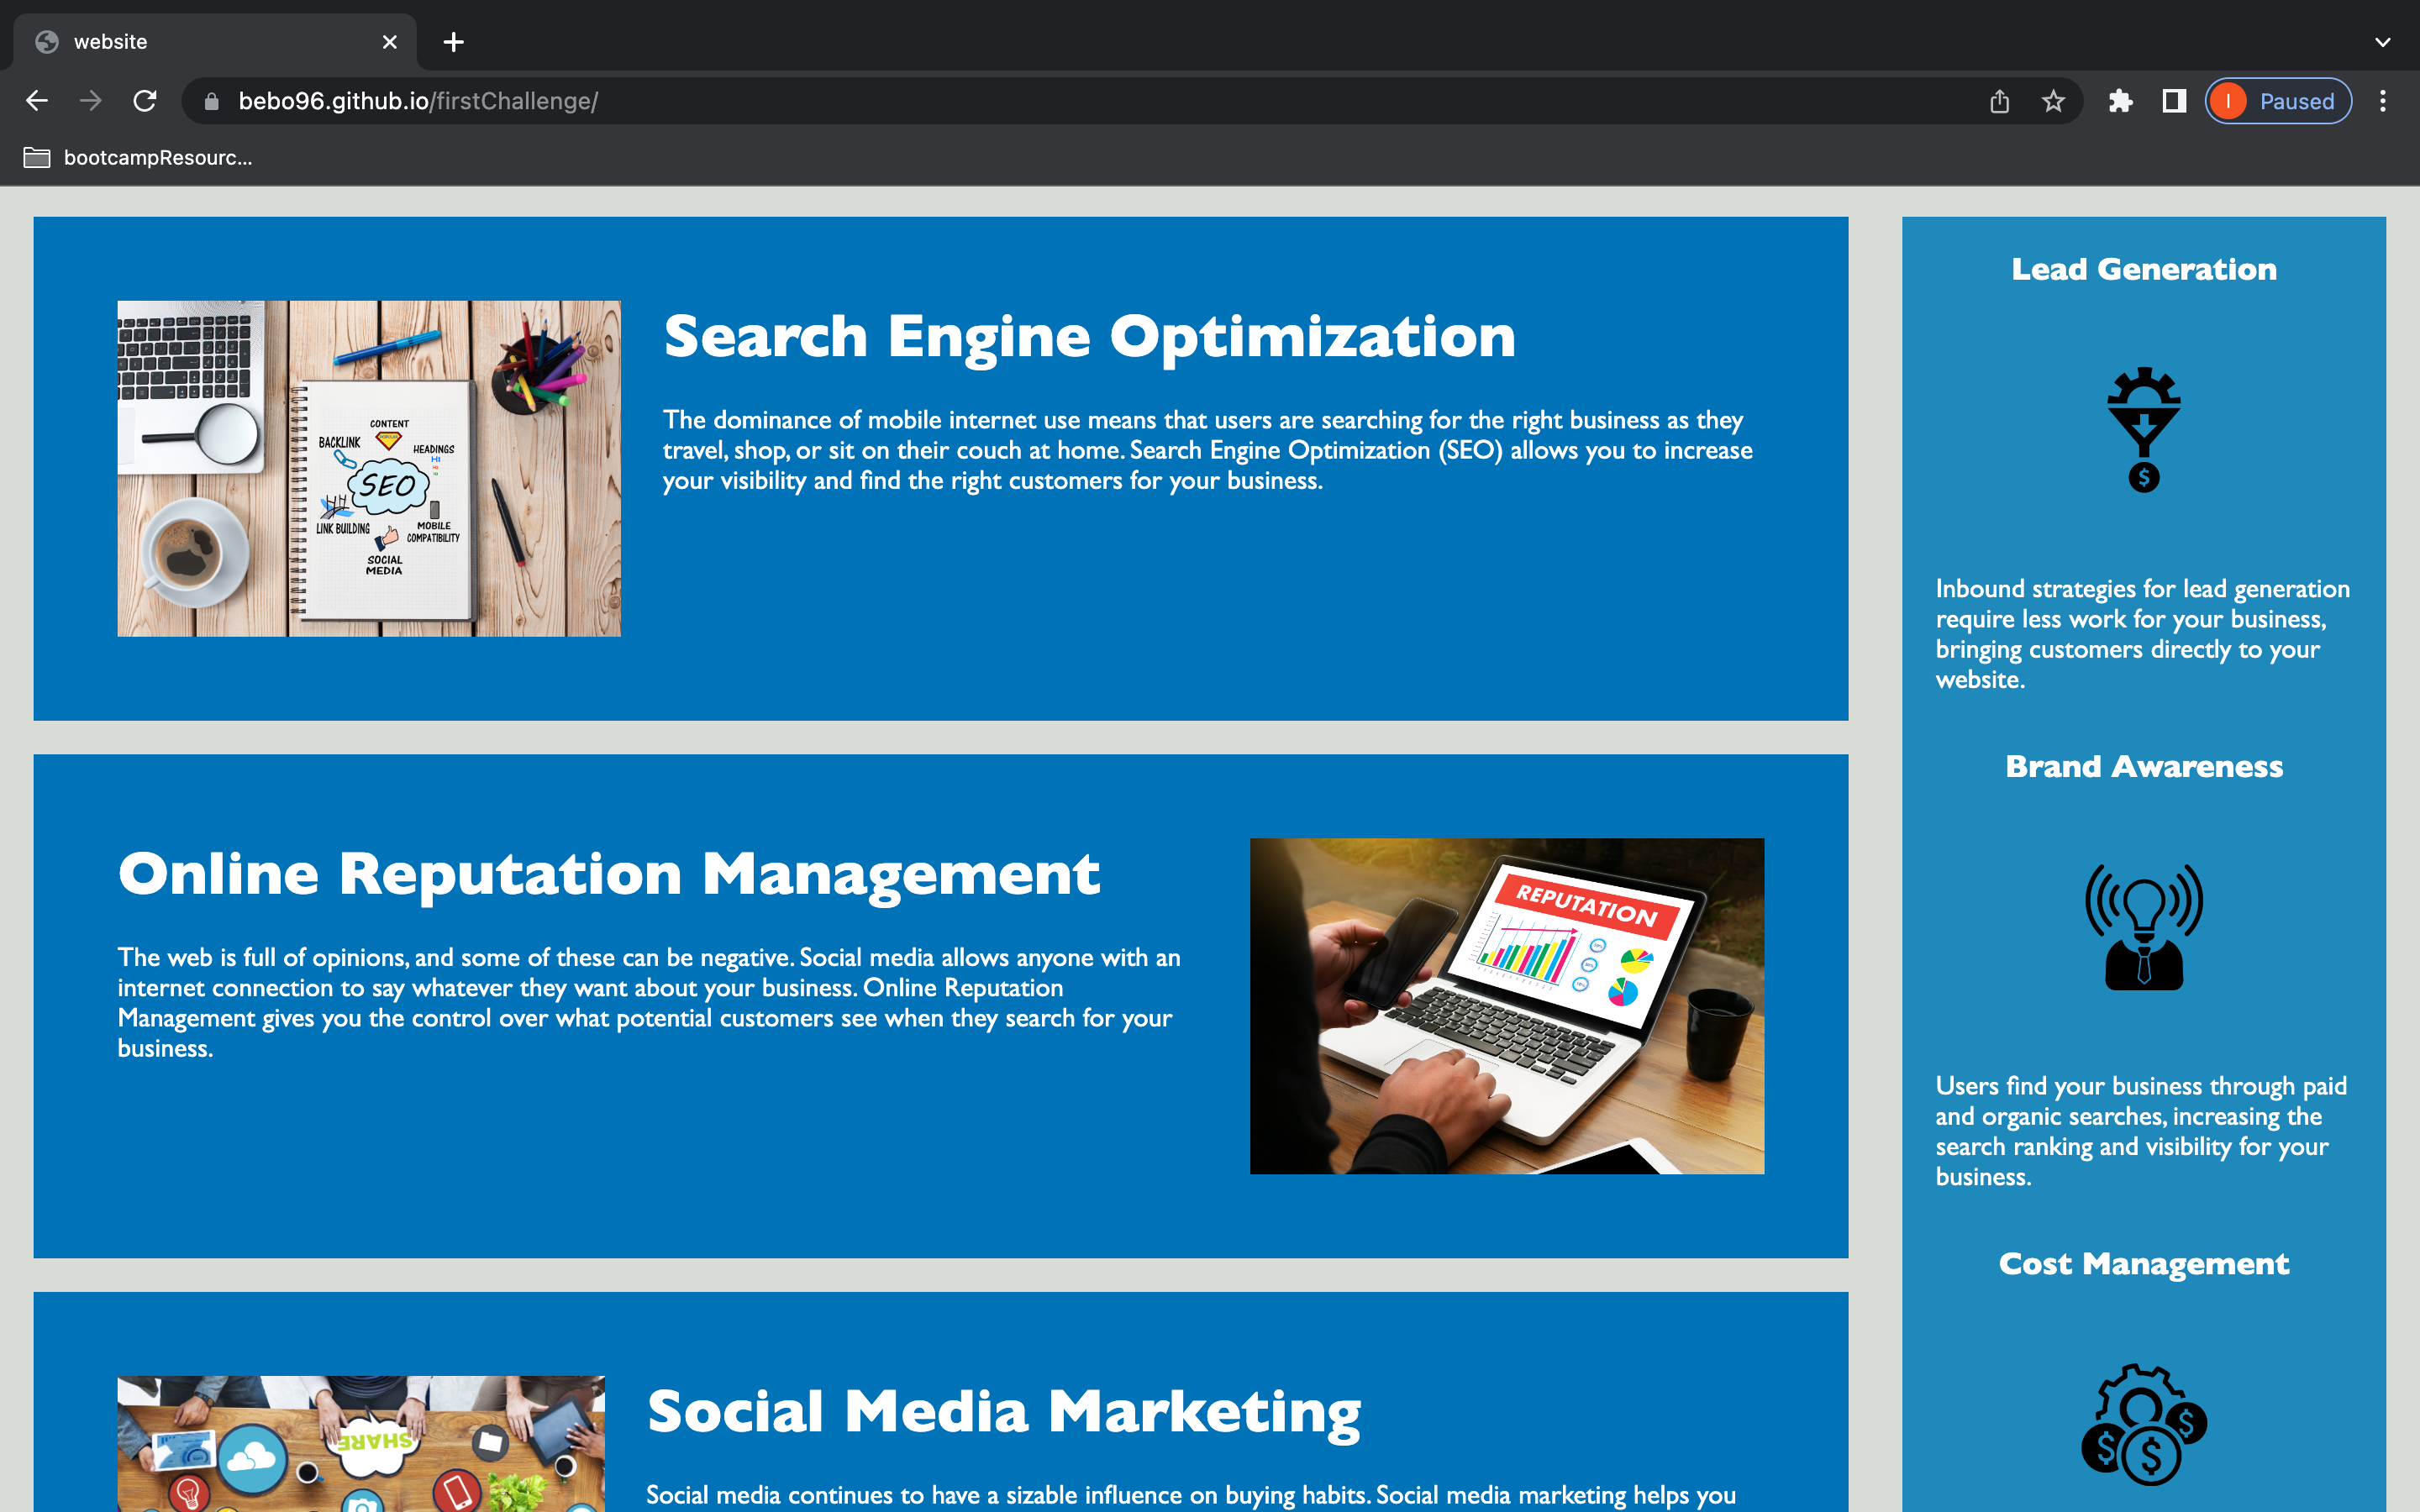 website
bebo96.github.io/firstChallenge/
I
Paused
bootcampResourc...
CONTENT
BACKLINK
HEADINGS
H1
SEO
LINK BUILDING
MOBILE
COMPATIBILITY
SOCIAL
MEDIA
Search Engine Optimization
The dominance of mobile internet use means that users are searching for the right business as they
travel, shop, or sit on their couch at home. Search Engine Optimization (SEO) allows you to increase
your visibility and find the right customers for your business.
Online Reputation Management
The web is full of opinions, and some of these can be negative. Social media allows anyone with an
internet connection to say whatever they want about your business. Online Reputation
Management gives you the control over what potential customers see when they search for your
business.
REPUTATION
SHARE
Social Media Marketing
Social media continues to have a sizable influence on buying habits. Social media marketing helps you
Lead Generation
$
Inbound strategies for lead generation
require less work for your business,
bringing customers directly to your
website.
Brand Awareness
Users find your business through paid
and organic searches, increasing the
search ranking and visibility for your
business.
Cost Management
$
$
$